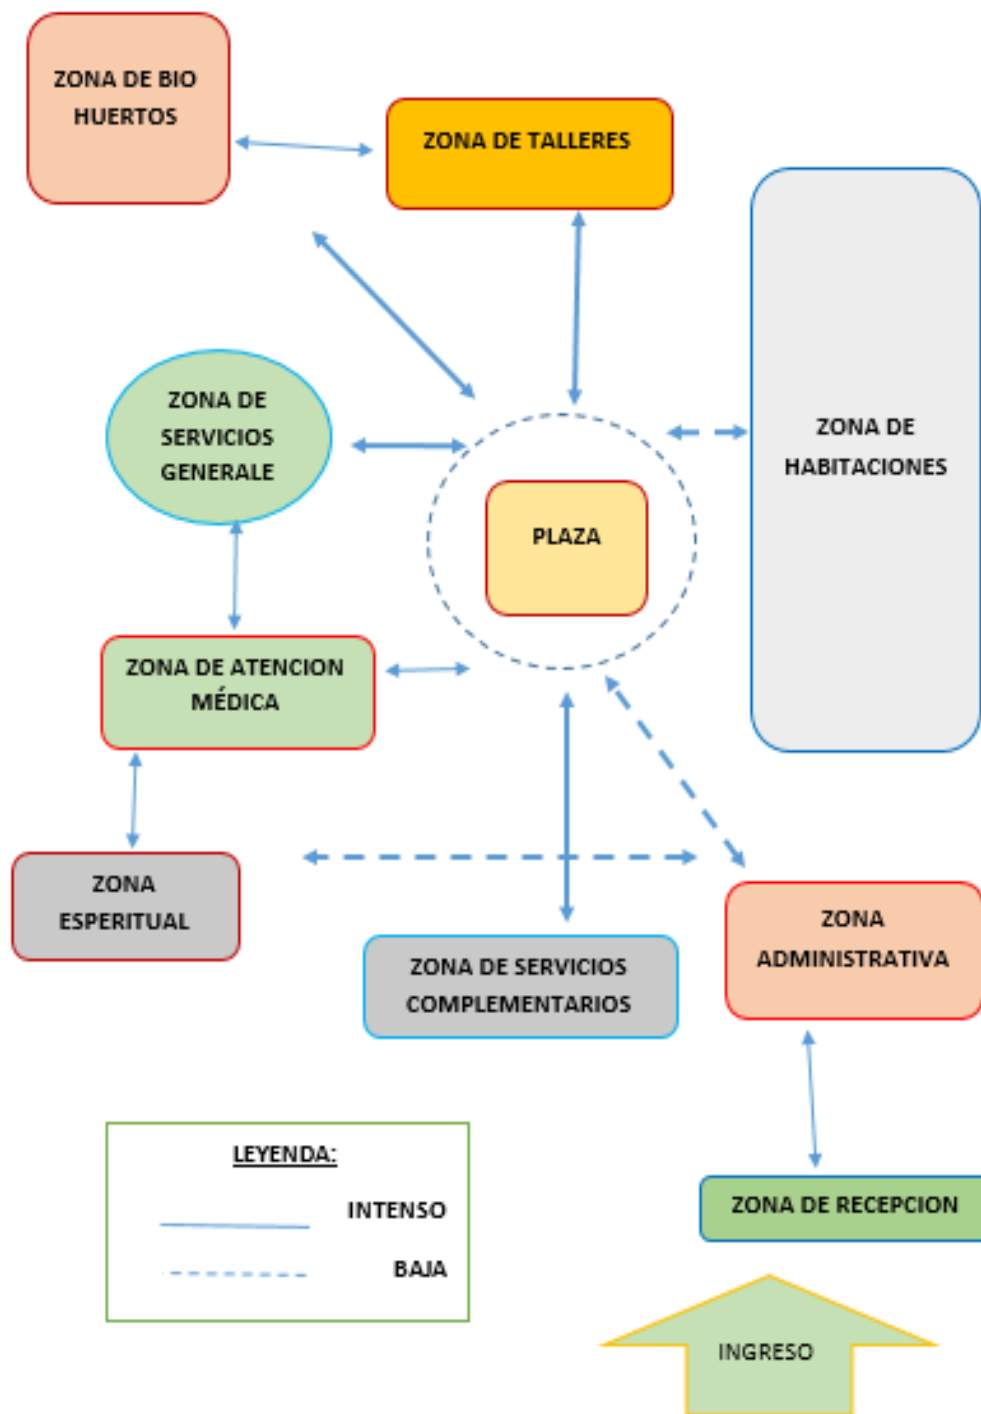 ZONA DE BIO
HUERTOS
ZONA DE TALLERES
ZONA DE
SERVICIOS
GENERALE
ZONA DE
HABITACIONES
PLAZA
ZONA DE ATENCION
MÉDICA
ZONA
ESPERITUAL
ZONA DE SERVICIOS
COMPLEMENTARIOS
ZONA
ADMINISTRATIVA
LEYENDA:
INTENSO
BAJA
ZONA DE RECEPCION
INGRESO